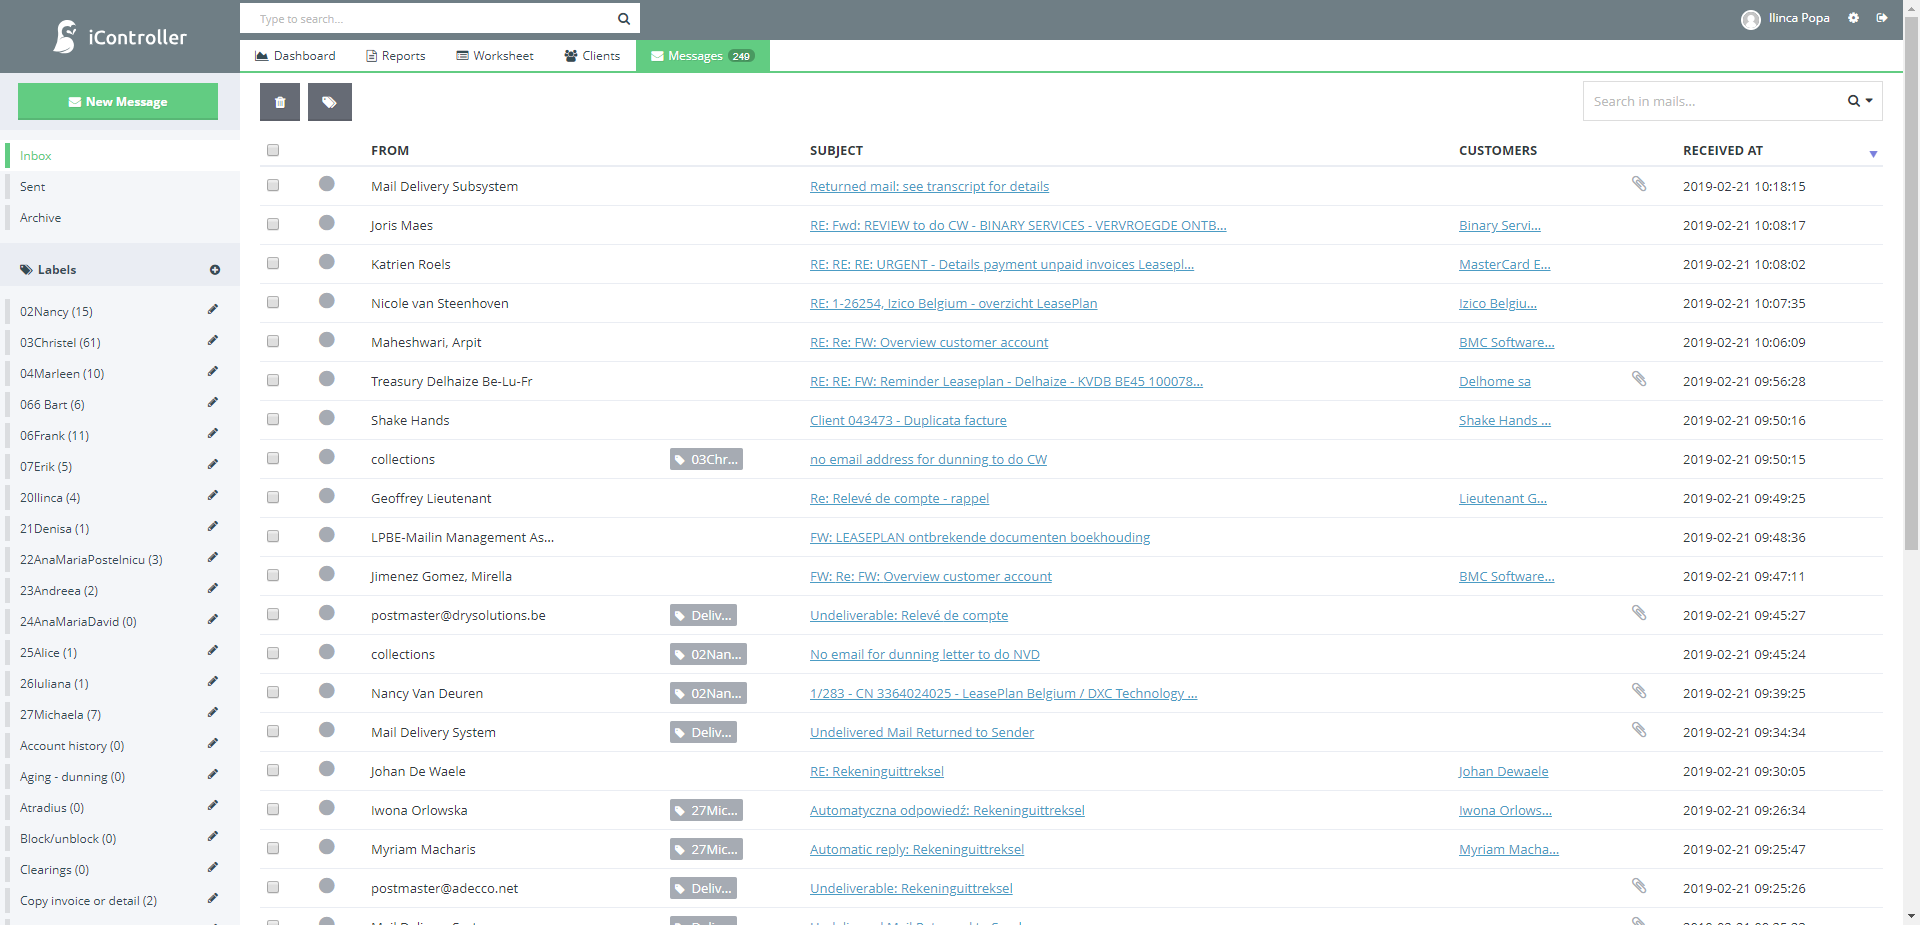 iController
Type to search...
Ilinca Popa
Dashboard
Reports
Worksheet
Clients
Messages 249
New Message
Inbox
Sent
Archive
Labels
02Nancy (15)
03Christel (61)
04Marleen (10)
066 Bart (6)
06Frank (11)
07Erik (5)
20Ilinca (4)
21Denisa (1)
22AnaMariaPostelnicu (3)
23Andreea (2)
24AnaMariaDavid (0)
25Alice (1)
26Iuliana (1)
27Michaela (7)
Account history (0)
Aging - dunning (0)
Atradius (0)
Block/unblock (0)
Clearings (0)
Copy invoice or detail (2)
Search in mails...
FROM SUBJECT CUSTOMERS RECEIVED AT
Mail Delivery Subsystem Returned mail: see transcript for details 2019-02-21 10:18:15
Joris Maes RE: Fwd: REVIEW to do CW - BINARY SERVICES - VERVROEGDE ONTB... Binary Servi... 2019-02-21 10:08:17
Katrien Roels RE: RE: RE: URGENT - Details payment unpaid invoices Leasepl... MasterCard E... 2019-02-21 10:08:02
Nicole van Steenhoven RE: 1-26254, Izico Belgium - overzicht LeasePlan Izico Belgiu... 2019-02-21 10:07:35
Maheshwari, Arpit RE: Re: FW: Overview customer account BMC Software... 2019-02-21 10:06:09
Treasury Delhaize Be-Lu-Fr RE: RE: FW: Reminder Leaseplan - Delhaize - KVDB BE45 100078... Delhome sa 2019-02-21 09:56:28
Shake Hands Client 043473 - Duplicata facture Shake Hands ... 2019-02-21 09:50:16
collections 03Chr... no email address for dunning to do CW 2019-02-21 09:50:15
Geoffrey Lieutenant Re: Relevé de compte - rappel Lieutenant G... 2019-02-21 09:49:25
LPBE-Mailin Management As... FW: LEASEPLAN ontbrekende documenten boekhouding 2019-02-21 09:48:36
Jimenez Gomez, Mirella FW: Re: FW: Overview customer account BMC Software... 2019-02-21 09:47:11
postmaster@drysolutions.be Deliv... Undeliverable: Relevé de compte 2019-02-21 09:45:27
collections 02Nan... No email for dunning letter to do NVD 2019-02-21 09:45:24
Nancy Van Deuren 02Nan... 1/283 - CN 3364024025 - LeasePlan Belgium / DXC Technology ... 2019-02-21 09:39:25
Mail Delivery System Deliv... Undelivered Mail Returned to Sender 2019-02-21 09:34:34
Johan De Waele RE: Rekeninguittreksel Johan Dewaele 2019-02-21 09:30:05
Iwona Orlowska 27Mic... Automatyczna odpowiedź: Rekeninguittreksel Iwona Orlows... 2019-02-21 09:26:34
Myriam Macharis 27Mic... Automatic reply: Rekeninguittreksel Myriam Macha... 2019-02-21 09:25:47
postmaster@adecco.net Deliv... Undeliverable: Rekeninguittreksel 2019-02-21 09:25:26